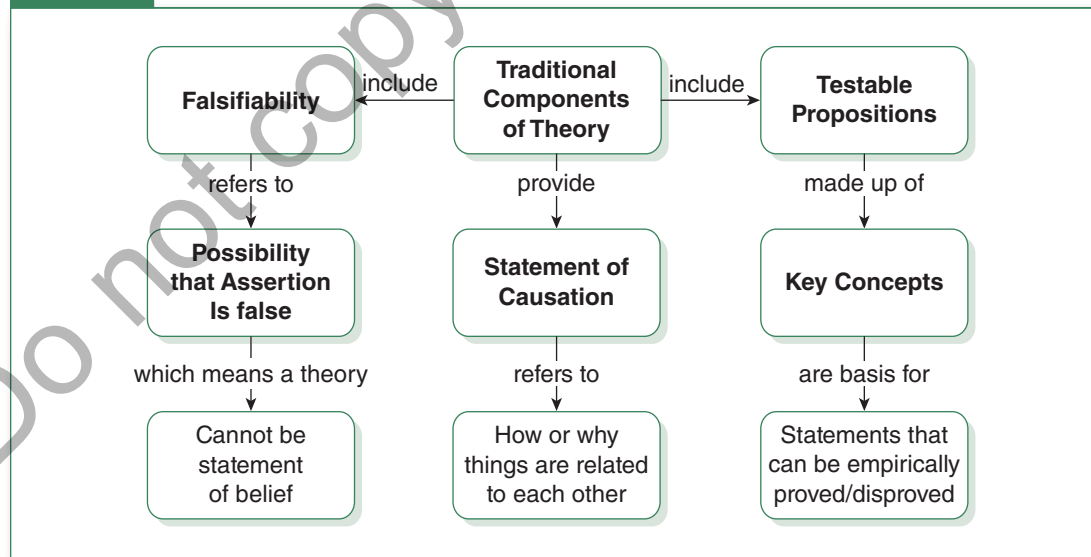 Falsifiability
include
Traditional
Components
of Theory
include
Testable
Propositions
refers to
provide
made up of
Possibility
that Assertion
Is false
Statement of
Causation
Key Concepts
which means a theory
refers to
are basis for
Cannot be
statement
of belief
How or why
things are related
to each other
Statements that
can be empirically
proved/disproved
Do not copy